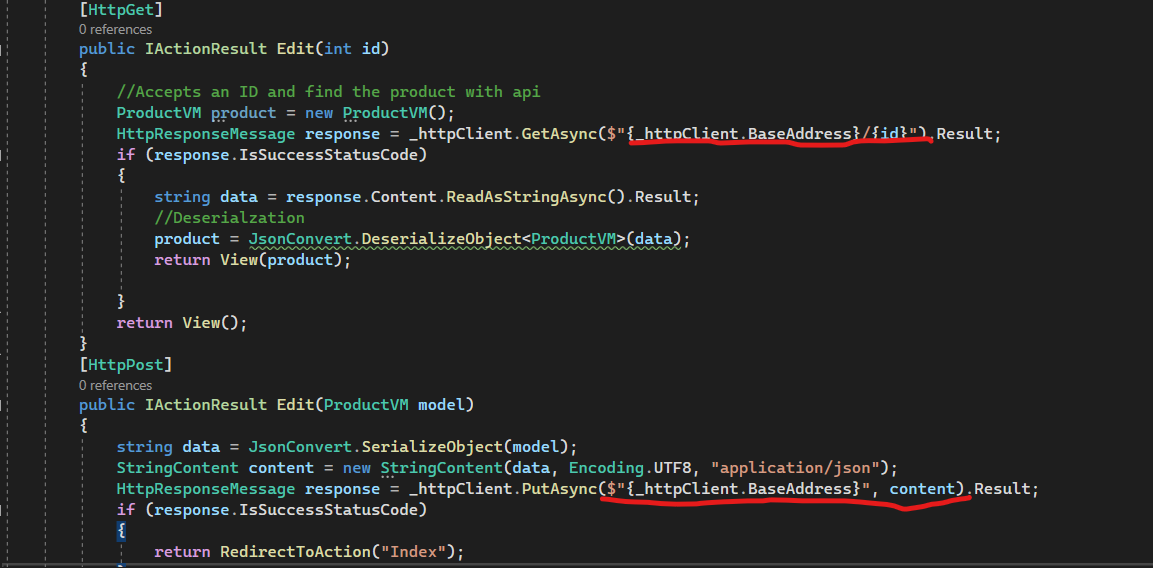 [HttpGet]
0 references
public IActionResult Edit(int id)
{
//Accepts an ID and find the product with api
ProductVM product = new ProductVM();
HttpResponseMessage response = _httpClient.GetAsync($"{_httpClient.BaseAddress}/{id}").Result;
if (response.IsSuccessStatusCode)
{
string data = response.Content.ReadAsStringAsync().Result;
//Deserialzation
product = JsonConvert.DeserializeObject<ProductVM>(data);
return View(product);
}
return View();
}
[HttpPost]
0 references
public IActionResult Edit(ProductVM model)
{
string data = JsonConvert.SerializeObject(model);
StringContent content = new StringContent(data, Encoding.UTF8, "application/json");
HttpResponseMessage response = _httpClient.PutAsync($"{_httpClient.BaseAddress}", content).Result;
if (response.IsSuccessStatusCode)
{
return RedirectToAction("Index");